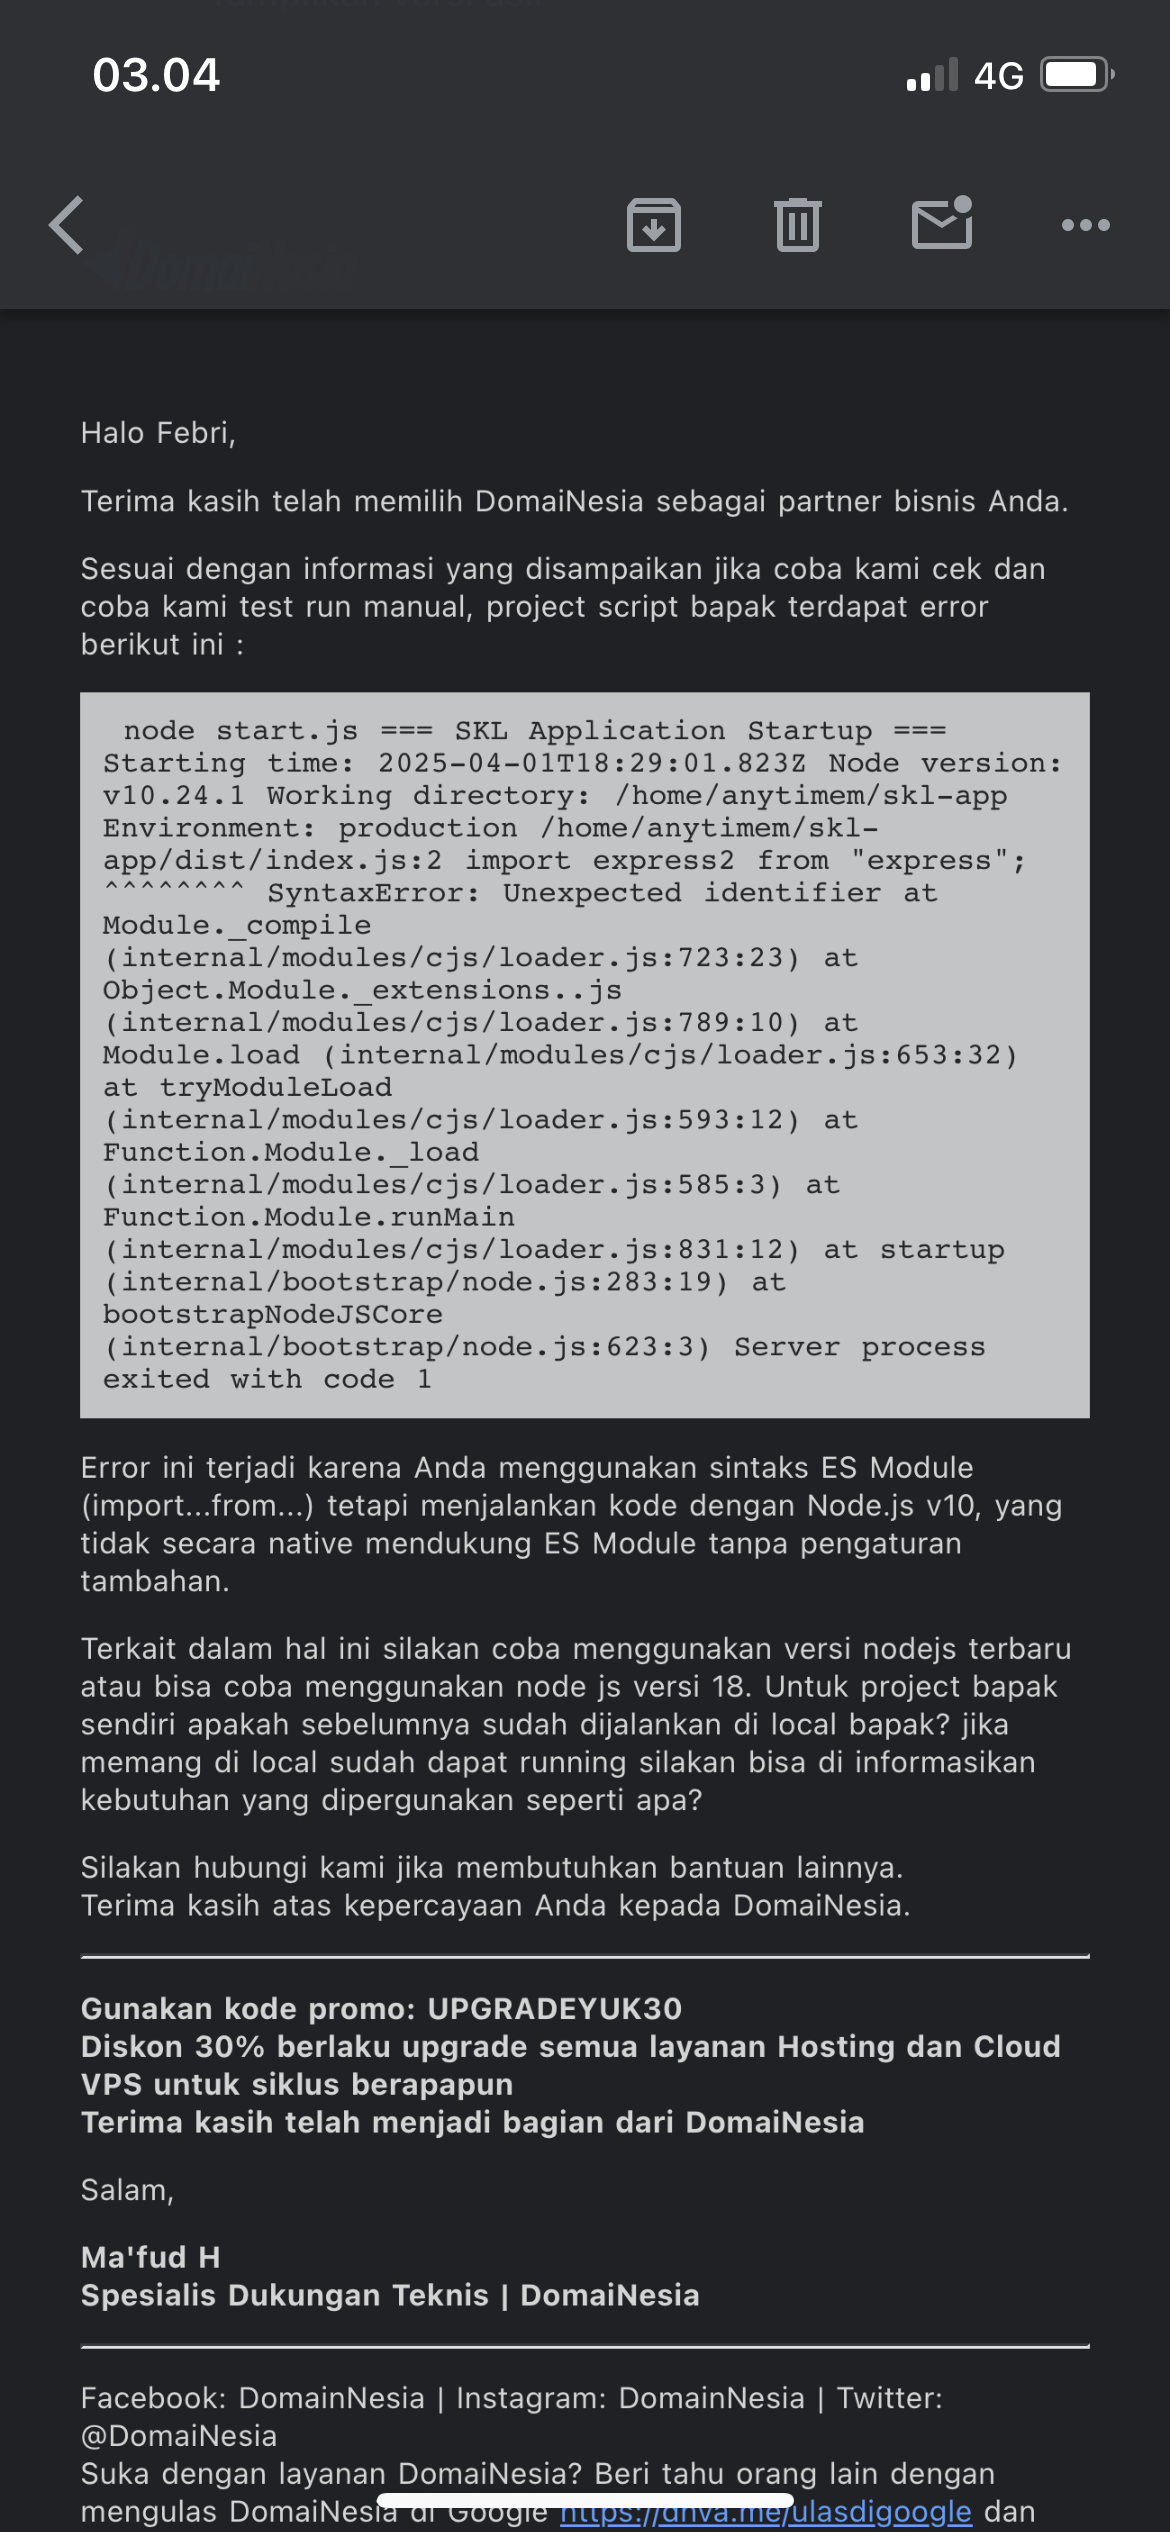 03.04
4G
Halo Febri,
Terima kasih telah memilih DomaiNesia sebagai partner bisnis Anda.
Sesuai dengan informasi yang disampaikan jika coba kami cek dan
coba kami test run manual, project script bapak terdapat error
berikut ini :
node start.js === SKL Application Startup ===
Starting time: 2025-04-01T18:29:01.823Z Node version:
v10.24.1 Working directory: /home/anytimem/skl-app
Environment: production /home/anytimem/skl-
app/dist/index.js:2 import express2 from "express";
^^^^^^^^ SyntaxError: Unexpected identifier at
Module._compile
(internal/modules/cjs/loader.js:723:23) at
Object.Module._extensions..js
(internal/modules/cjs/loader.js:789:10) at
Module.load (internal/modules/cjs/loader.js:653:32)
at tryModuleLoad
(internal/modules/cjs/loader.js:593:12) at
Function.Module._load
(internal/modules/cjs/loader.js:585:3) at
Function.Module.runMain
(internal/modules/cjs/loader.js:831:12) at startup
(internal/bootstrap/node.js:283:19) at
bootstrapNodeJSCore
(internal/bootstrap/node.js:623:3) Server process
exited with code 1
Error ini terjadi karena Anda menggunakan sintaks ES Module
(import...from...) tetapi menjalankan kode dengan Node.js v10, yang
tidak secara native mendukung ES Module tanpa pengaturan
tambahan.
Terkait dalam hal ini silakan coba menggunakan versi nodejs terbaru
atau bisa coba menggunakan node js versi 18. Untuk project bapak
sendiri apakah sebelumnya sudah dijalankan di local bapak? jika
memang di local sudah dapat running silakan bisa di informasikan
kebutuhan yang dipergunakan seperti apa?
Silakan hubungi kami jika membutuhkan bantuan lainnya.
Terima kasih atas kepercayaan Anda kepada DomaiNesia.
Gunakan kode promo: UPGRADEYUK30
Diskon 30% berlaku upgrade semua layanan Hosting dan Cloud
VPS untuk siklus berapapun
Terima kasih telah menjadi bagian dari DomaiNesia
Salam,
Ma'fud H
Spesialis Dukungan Teknis | DomaiNesia
Facebook: DomainNesia | Instagram: DomainNesia | Twitter:
@DomaiNesia
Suka dengan layanan DomaiNesia? Beri tahu orang lain dengan
mengulas DomaiNesia di Google https://dnva.me/ulasdigoogle dan